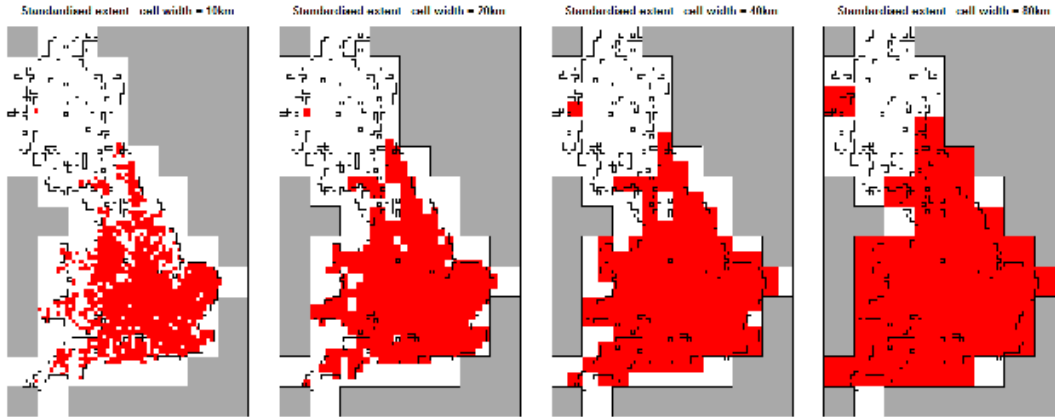 Standardised extent cell width = 10km
Standardised extent cell width = 20km
Standardised extent cell width = 40km
Standardised extent cell width = 80km